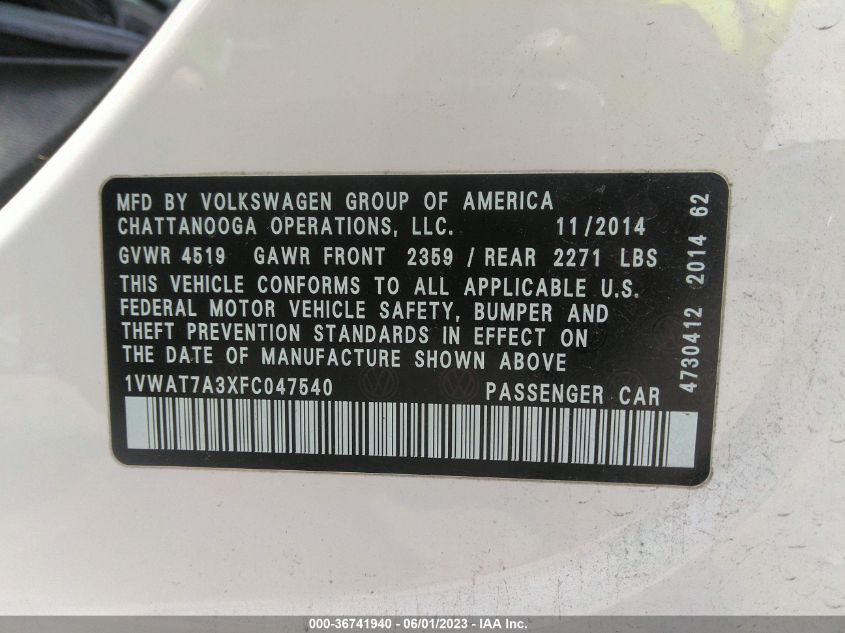 MFD BY VOLKSWAGEN GROUP OF AMERICA
CHATTANOOGA OPERATIONS, LLC. 11/2014
GVWR 4519 GAWR FRONT 2359 / REAR 2271 LBS
THIS VEHICLE CONFORMS TO ALL APPLICABLE U.S.
FEDERAL MOTOR VEHICLE SAFETY, BUMPER AND
THEFT PREVENTION STANDARDS IN EFFECT ON
THE DATE OF MANUFACTURE SHOWN ABOVE
1VWAT7A3XFC047540 PASSENGER CAR
4730412 2014 62
000-36741940 - 06/01/2023 - IAA Inc.